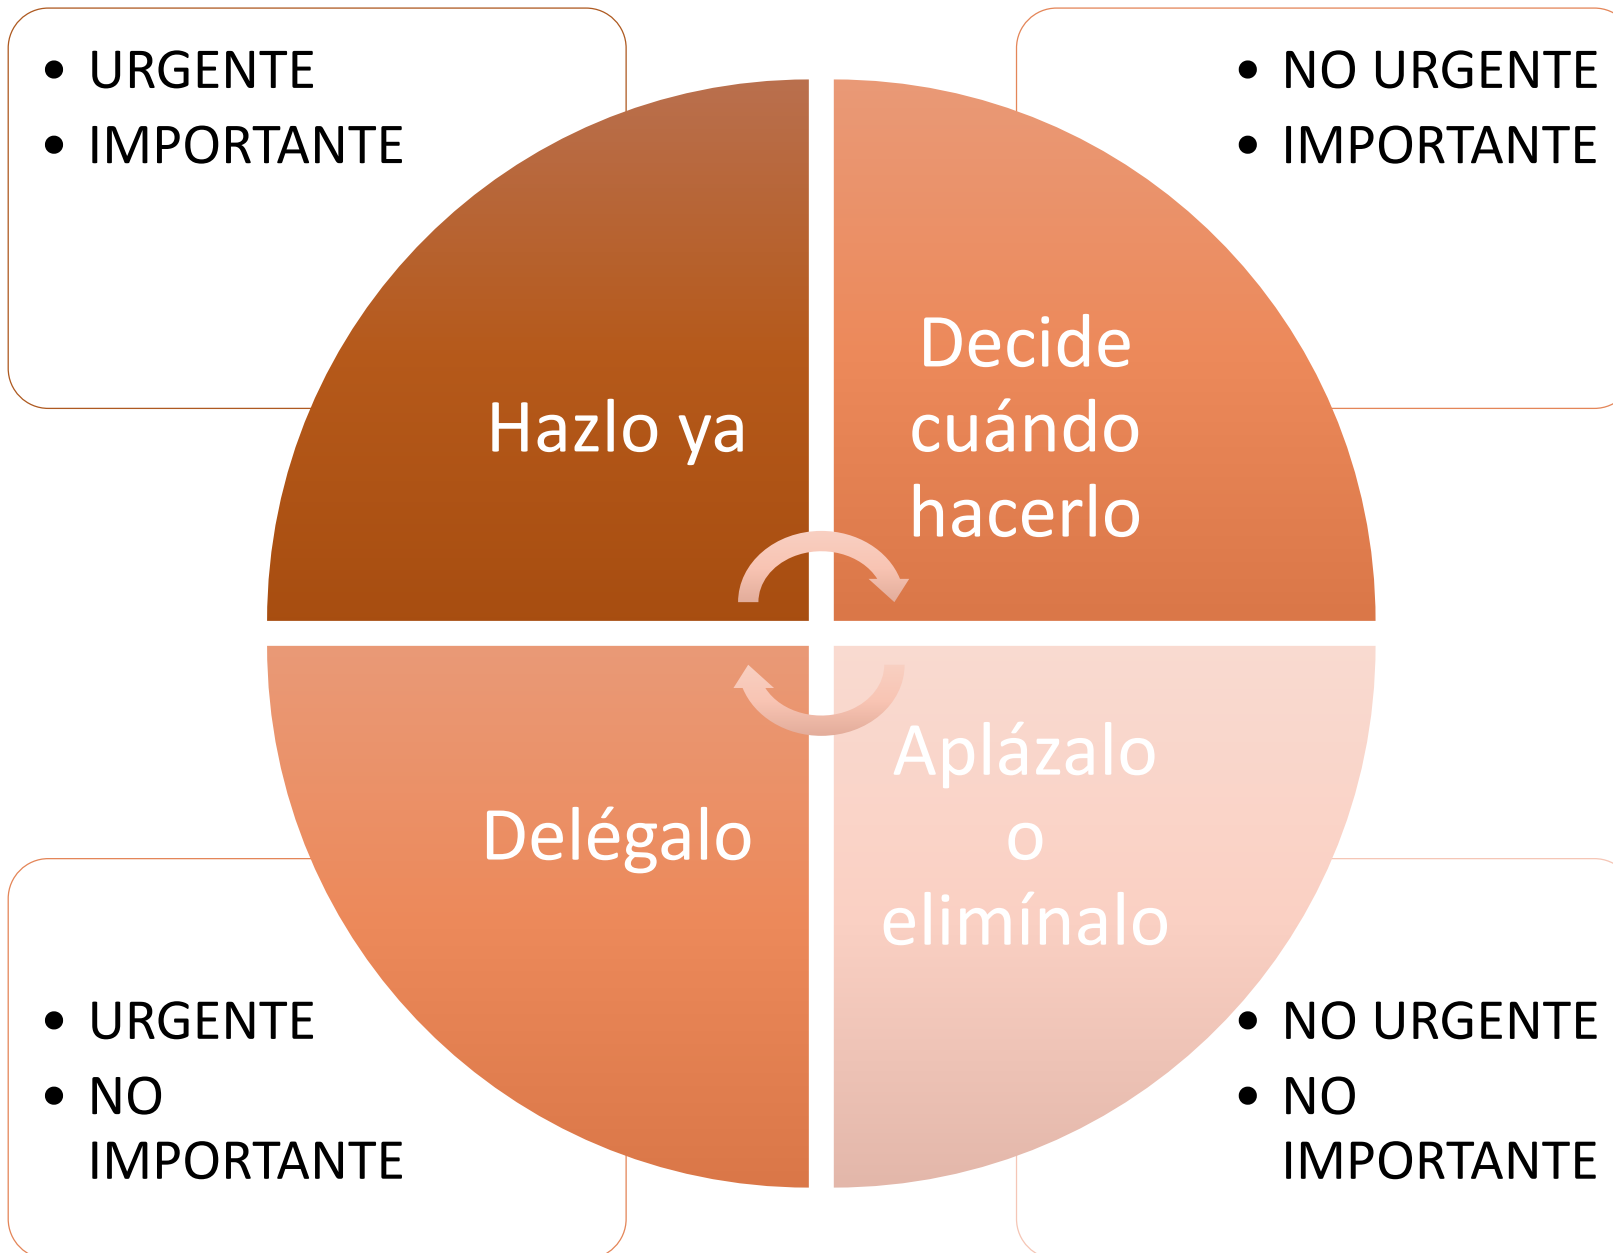 • URGENTE
• IMPORTANTE
• NO URGENTE
• IMPORTANTE
Hazlo ya
Decide
cuándo
hacerlo
Delégalo
Aplázalo
o
elimínalo
• URGENTE
• NO
IMPORTANTE
• NO URGENTE
• NO
IMPORTANTE